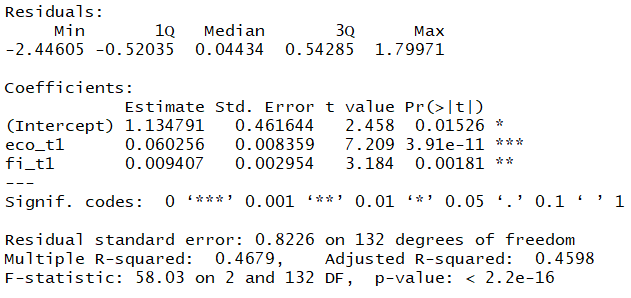 Residuals:
     Min       1Q   Median       3Q      Max
-2.44605 -0.52035  0.04434  0.54285  1.79971

Coefficients:
            Estimate Std. Error t value Pr(>|t|)
(Intercept) 1.134791   0.461644   2.458  0.01526 *
eco_t1      0.060256   0.008359   7.209 3.91e-11 ***
fi_t1       0.009407   0.002954   3.184  0.00181 **
---
Signif. codes:  0 ‘***’ 0.001 ‘**’ 0.01 ‘*’ 0.05 ‘.’ 0.1 ‘ ’ 1

Residual standard error: 0.8226 on 132 degrees of freedom
Multiple R-squared:  0.4679,    Adjusted R-squared:  0.4598
F-statistic: 58.03 on 2 and 132 DF,  p-value: < 2.2e-16